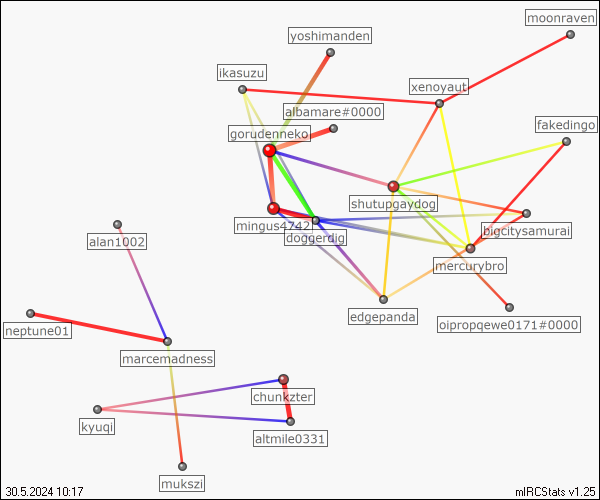 moonraven
yoshimanden
ikasuzu
xenoyaut
albamare#0000
fakedingo
gorudenneko
shutupgaydog
mingus4742
bigcitysamurai
doggerdig
alan1002
mercurybro
edgepanda
oipropqewe0171#0000
neptune01
marcemadness
chunkzter
kyuqi
altmile0331
mukszi
30.5.2024 10:17
mIRCStats v1.25